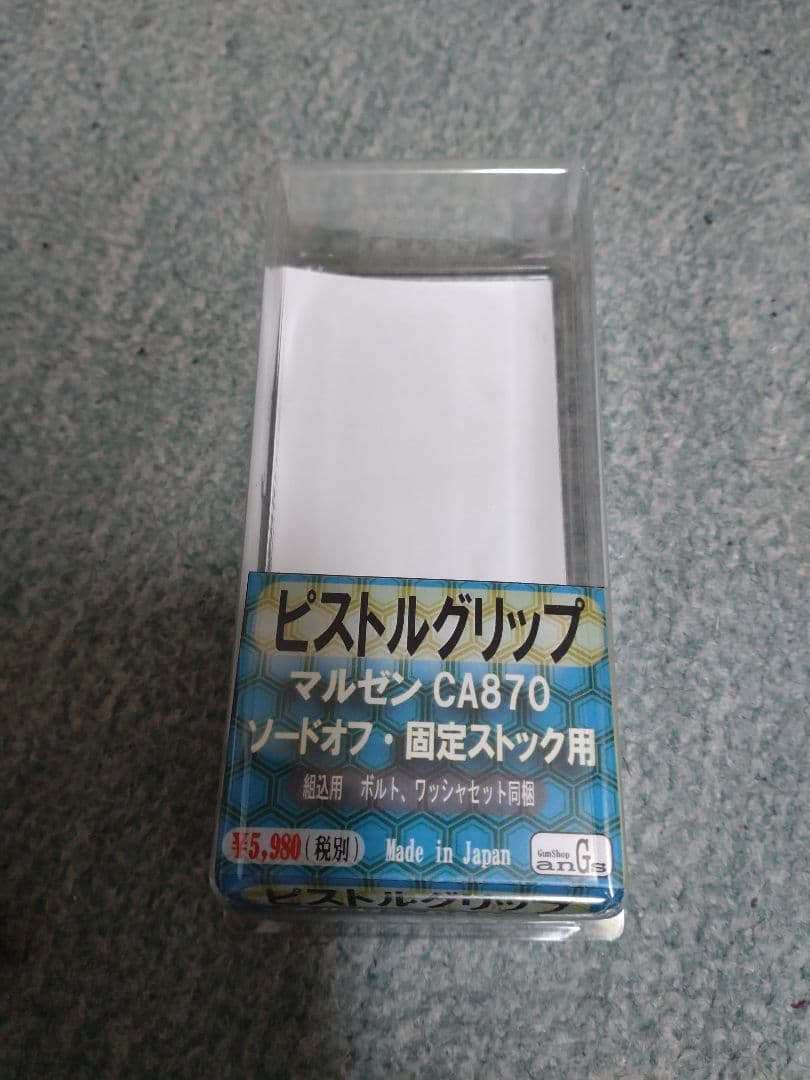 ピストルグリップ
マルゼン CA870
ソードオフ・固定ストック用
組込用 ボルト、ワッシャセット同梱
¥5,980(税別) Made in Japan
GunShop
anGs
ピストルグリップ